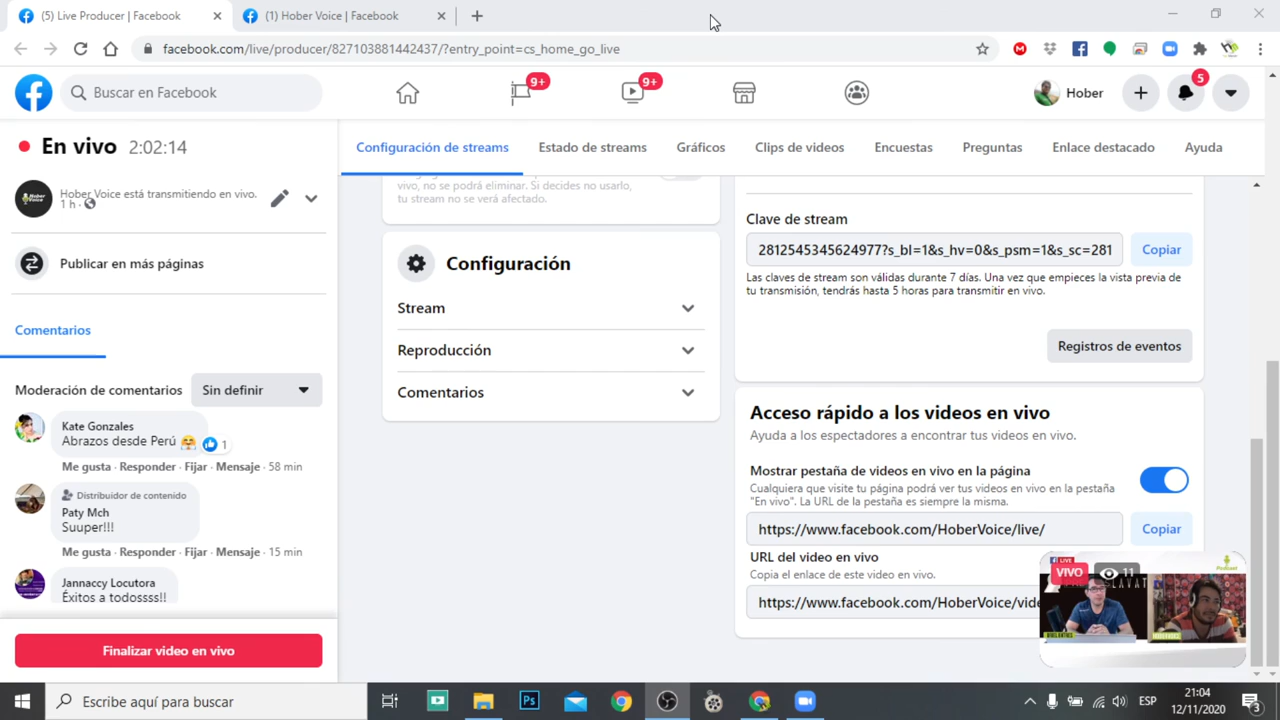 (5) Live Producer | Facebook
(1) Hober Voice | Facebook
facebook.com/live/producer/827103881442437/?entry_point=cs_home_go_live
Buscar en Facebook
9+
9+
Hober
5
En vivo 2:02:14
Configuración de streams
Estado de streams
Gráficos
Clips de videos
Encuestas
Preguntas
Enlace destacado
Ayuda
Hober Voice está transmitiendo en vivo.
1 h
Publicar en más páginas
Comentarios
Moderación de comentarios
Sin definir
Kate Gonzales
Abrazos desde Perú 🤗
1
Me gusta · Responder · Fijar · Mensaje · 58 min
Distribuidor de contenido
Paty Mch
Suuper!!!
Me gusta · Responder · Fijar · Mensaje · 15 min
Jannaccy Locutora
Éxitos a todossss!!
Finalizar video en vivo
vivo, no se podrá eliminar. Si decides no usarlo,
tu stream no se verá afectado.
Configuración
Stream
Reproducción
Comentarios
Clave de stream
2812545345624977?s_bl=1&s_hv=0&s_psm=1&s_sc=281
Copiar
Las claves de stream son válidas durante 7 días. Una vez que empieces la vista previa de
tu transmisión, tendrás hasta 5 horas para transmitir en vivo.
Registros de eventos
Acceso rápido a los videos en vivo
Ayuda a los espectadores a encontrar tus videos en vivo.
Mostrar pestaña de videos en vivo en la página
Cualquiera que visite tu página podrá ver tus videos en vivo en la pestaña
"En vivo". La URL de la pestaña es siempre la misma.
https://www.facebook.com/HoberVoice/live/
Copiar
URL del video en vivo
Copia el enlace de este video en vivo.
https://www.facebook.com/HoberVoice/vide
LIVE
VIVO
11
Podcast
Escribe aquí para buscar
Ps
ESP
21:04
12/11/2020
3